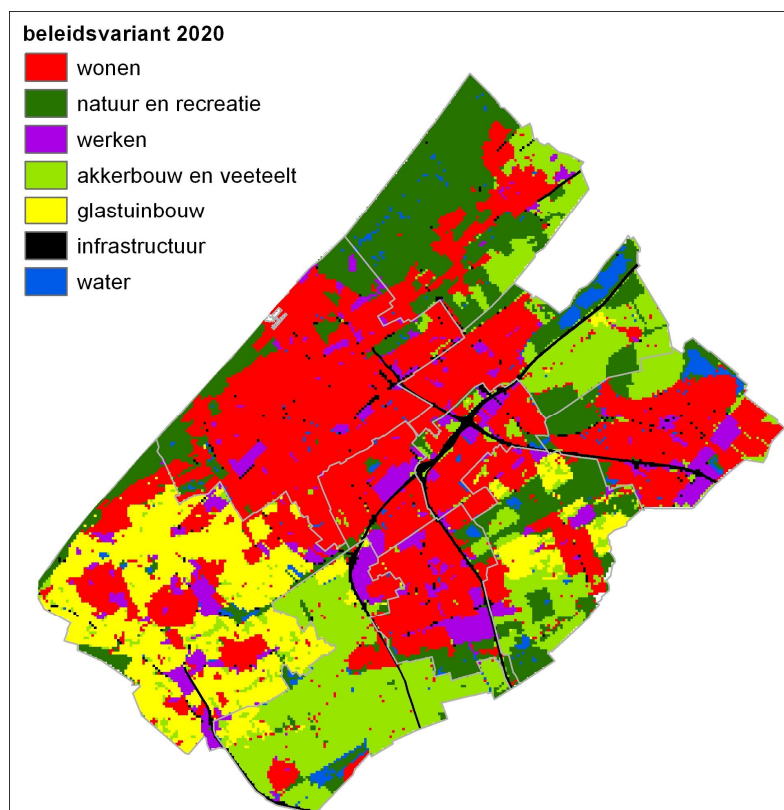 beleidsvariant 2020
wonen
natuur en recreatie
werken
akkerbouw en veeteelt
glastuinbouw
infrastructuur
water